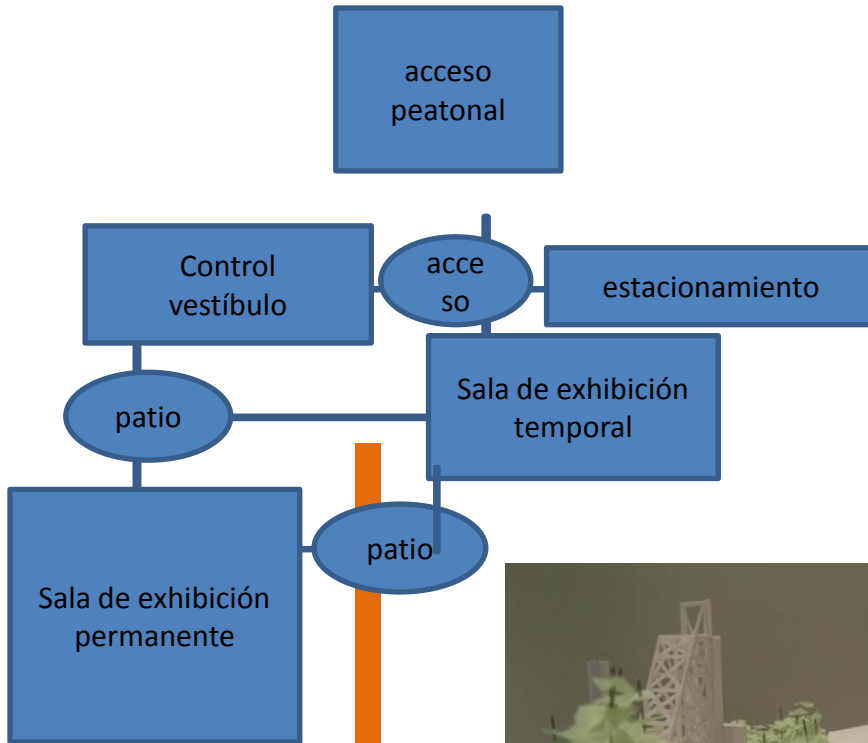 acceso
peatonal
Control
vestíbulo
acce
so
estacionamiento
patio
Sala de exhibición
temporal
patio
Sala de exhibición
permanente